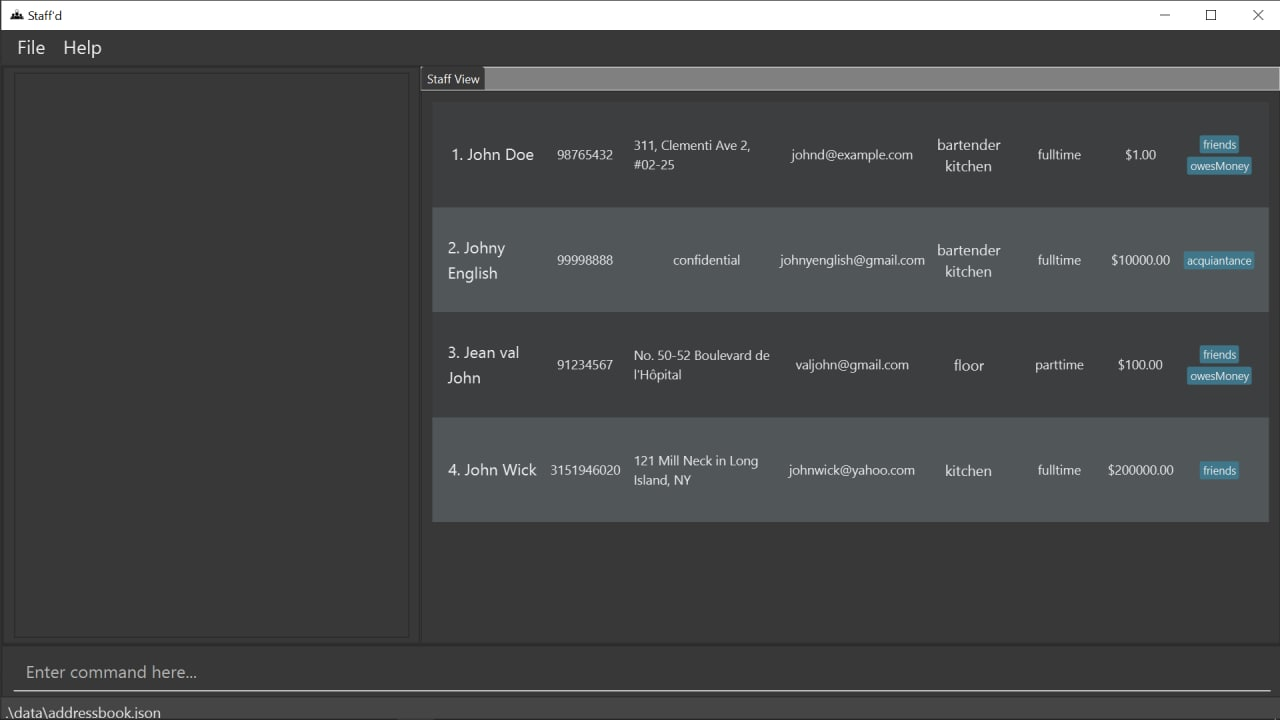 Staff'd
File Help
Staff View
1. John Doe 98765432 311, Clementi Ave 2, #02-25 johnd@example.com bartender kitchen fulltime $1.00 friends owesMoney
2. Johny English 99998888 confidential johnyenglish@gmail.com bartender kitchen fulltime $10000.00 acquiantance
3. Jean val John 91234567 No. 50-52 Boulevard de l'Hôpital valjohn@gmail.com floor parttime $100.00 friends owesMoney
4. John Wick 3151946020 121 Mill Neck in Long Island, NY johnwick@yahoo.com kitchen fulltime $200000.00 friends
Enter command here...
.\data\addressbook.json